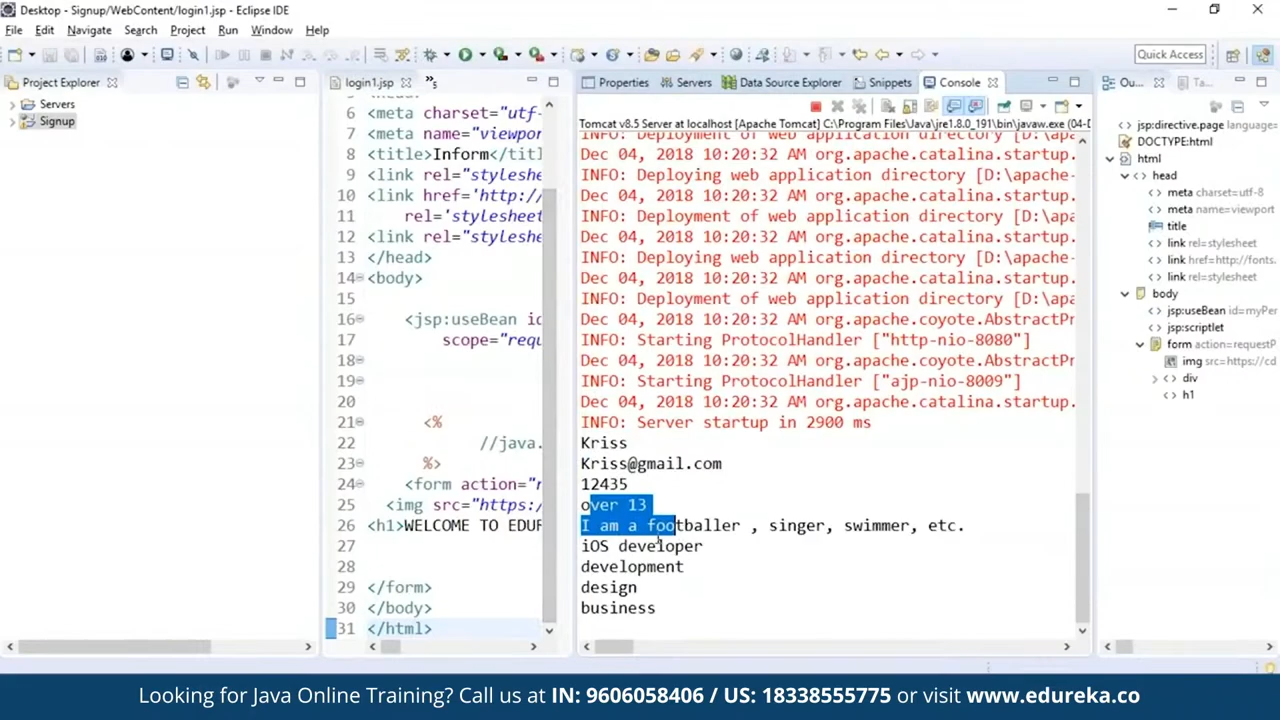 Desktop - Signup/WebContent/login1.jsp - Eclipse IDE
File Edit Navigate Search Project Run Window Help
Quick Access
Project Explorer
login1.jsp
»5
Properties Servers Data Source Explorer Snippets Console
Ou... Ta...
Servers
Signup
6 <meta charset="utf-
7 <meta name="viewpor
8 <title>Inform</titl
9 <link rel="styleshe
10 <link href='http://
11 rel='stylesheet
12 <link rel="styleshe
13 </head>
14 <body>
15
16 <jsp:useBean id
17 scope="requ
18
19
20
21 <%
22 //java.
23 %>
24 <form action="r
25 <img src="https:/
26 <h1>WELCOME TO EDUR
27
28
29 </form>
30 </body>
31 </html>
Tomcat v8.5 Server at localhost [Apache Tomcat] C:\Program Files\Java\jre1.8.0_191\bin\javaw.exe (04-D
INFO: Deployment of web application directory [D:\apa
Dec 04, 2018 10:20:32 AM org.apache.catalina.startup.
INFO: Deploying web application directory [D:\apache-
Dec 04, 2018 10:20:32 AM org.apache.catalina.startup.
INFO: Deployment of web application directory [D:\apa
Dec 04, 2018 10:20:32 AM org.apache.catalina.startup.
INFO: Deploying web application directory [D:\apache-
Dec 04, 2018 10:20:32 AM org.apache.catalina.startup.
INFO: Deployment of web application directory [D:\apa
Dec 04, 2018 10:20:32 AM org.apache.coyote.AbstractPr
INFO: Starting ProtocolHandler ["http-nio-8080"]
Dec 04, 2018 10:20:32 AM org.apache.coyote.AbstractPr
INFO: Starting ProtocolHandler ["ajp-nio-8009"]
Dec 04, 2018 10:20:32 AM org.apache.catalina.startup.
INFO: Server startup in 2900 ms
Kriss
Kriss@gmail.com
12435
over 13
I am a footballer , singer, swimmer, etc.
iOS developer
development
design
business
jsp:directive.page language=
DOCTYPE:html
html
head
meta charset=utf-8
meta name=viewport
title
link rel=stylesheet
link href=http://fonts.
link rel=stylesheet
body
jsp:useBean id=myPer
jsp:scriptlet
form action=requestP
img src=https://cd
div
h1
Looking for Java Online Training? Call us at IN: 9606058406 / US: 18338555775 or visit www.edureka.co